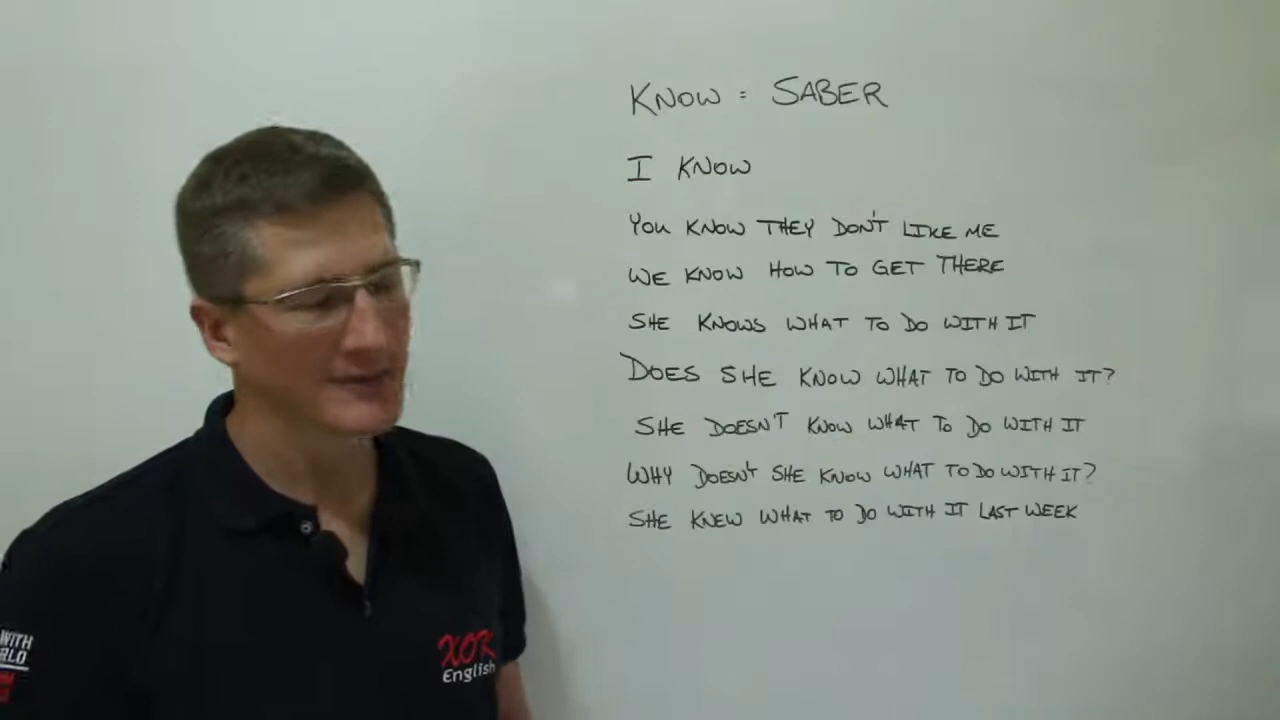 KNOW = SABER
I KNOW
YOU KNOW THEY DON'T LIKE ME
WE KNOW HOW TO GET THERE
SHE KNOWS WHAT TO DO WITH IT
DOES SHE KNOW WHAT TO DO WITH IT?
SHE DOESN'T KNOW WHAT TO DO WITH IT
WHY DOESN'T SHE KNOW WHAT TO DO WITH IT?
SHE KNEW WHAT TO DO WITH IT LAST WEEK
WITH
XOK
English